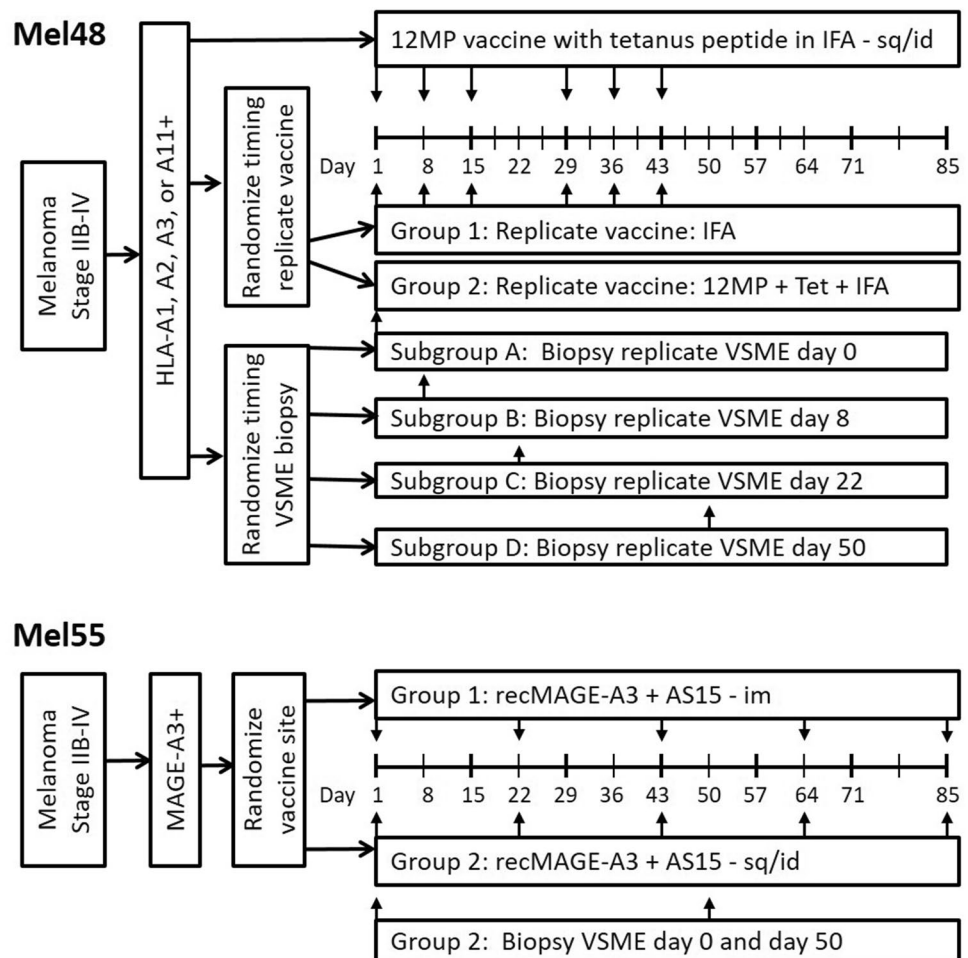 Mel48
12MP vaccine with tetanus peptide in IFA - sq/id
Melanoma
Stage IIB-IV
HLA-A1, A2, A3, or A11+
Randomize timing
replicate vaccine
Day 1 8 15 22 29 36 43 50 57 64 71 85
Group 1: Replicate vaccine: IFA
Group 2: Replicate vaccine: 12MP + Tet + IFA
Randomize timing
VSME biopsy
Subgroup A: Biopsy replicate VSME day 0
Subgroup B: Biopsy replicate VSME day 8
Subgroup C: Biopsy replicate VSME day 22
Subgroup D: Biopsy replicate VSME day 50
Mel55
Melanoma
Stage IIB-IV
MAGE-A3+
Randomize
vaccine site
Group 1: recMAGE-A3 + AS15 - im
Day 1 8 15 22 29 36 43 50 57 64 71 85
Group 2: recMAGE-A3 + AS15 - sq/id
Group 2: Biopsy VSME day 0 and day 50